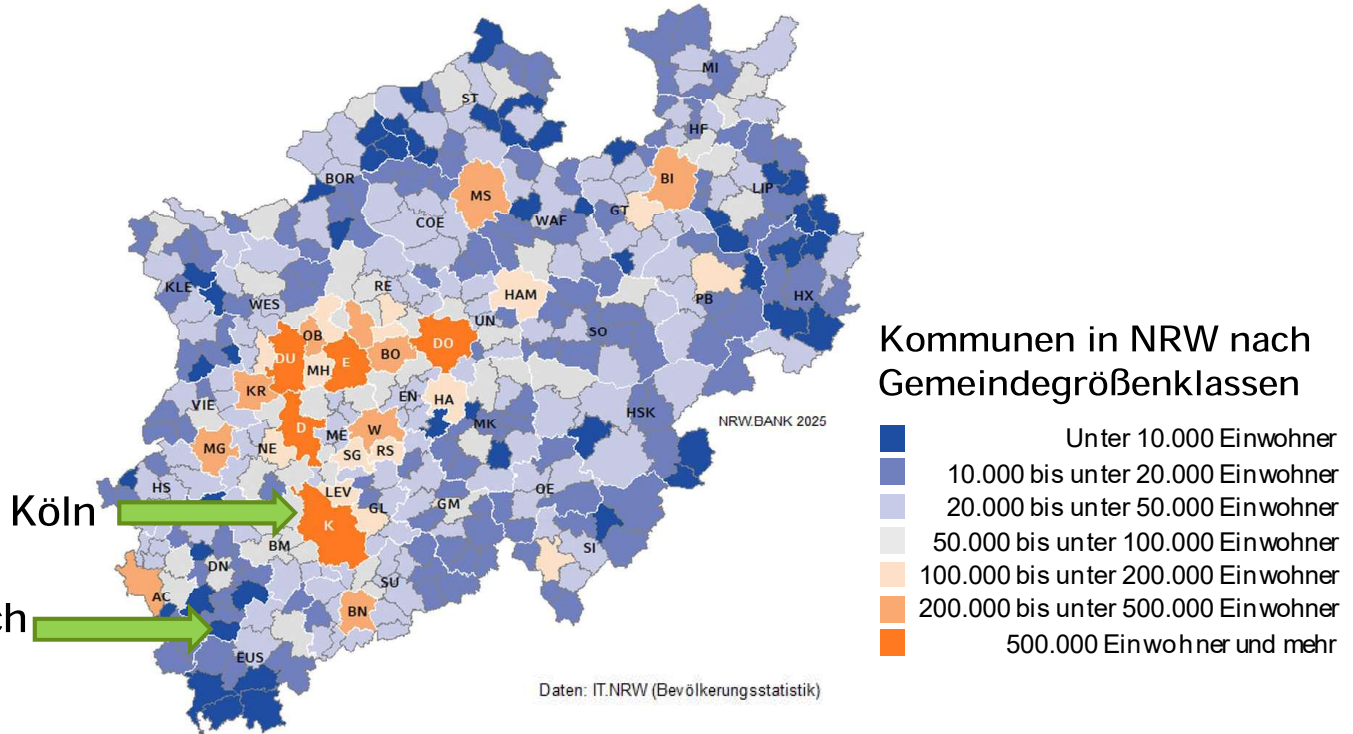 MI
ST
HF
BOR
MS
BI
LIP
COE
WAF
GT
KLE
RE
HAM
PB
HX
WES
OB
UN
SO
DU
MH
E
BO
DO
KR
EN
HA
VIE
HSK
MK
D
ME
W
NRW.BANK 2025
MG
NE
SG
RS
HS
LEV
OE
Köln
K
GL
GM
BM
SI
DN
SU
AC
BN
ch
EUS
Daten: IT.NRW (Bevölkerungsstatistik)
Kommunen in NRW nach
Gemeindegrößenklassen
Unter 10.000 Einwohner
10.000 bis unter 20.000 Einwohner
20.000 bis unter 50.000 Einwohner
50.000 bis unter 100.000 Einwohner
100.000 bis unter 200.000 Einwohner
200.000 bis unter 500.000 Einwohner
500.000 Einwohner und mehr